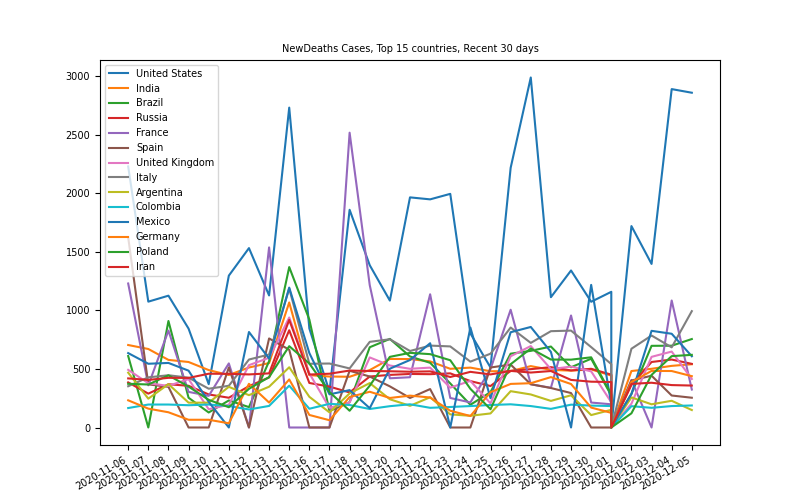 NewDeaths Cases, Top 15 countries, Recent 30 days
3000
2500
2000
1500
1000
500
0
United States
India
Brazil
Russia
France
Spain
United Kingdom
Italy
Argentina
Colombia
Mexico
Germany
Poland
Iran
2020-11-06
2020-11-07
2020-11-08
2020-11-09
2020-11-10
2020-11-11
2020-11-12
2020-11-13
2020-11-15
2020-11-16
2020-11-17
2020-11-18
2020-11-19
2020-11-20
2020-11-21
2020-11-22
2020-11-23
2020-11-24
2020-11-25
2020-11-26
2020-11-27
2020-11-28
2020-11-29
2020-11-30
2020-12-01
2020-12-02
2020-12-03
2020-12-04
2020-12-05